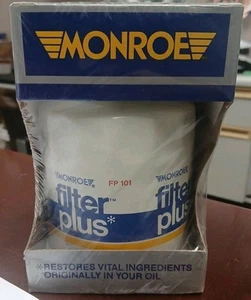 MONROE
MONROE
FP 101
MONROE
filter
plus*
filter
plus*
*RESTORES VITAL INGREDIENTS
ORIGINALLY IN YOUR OIL